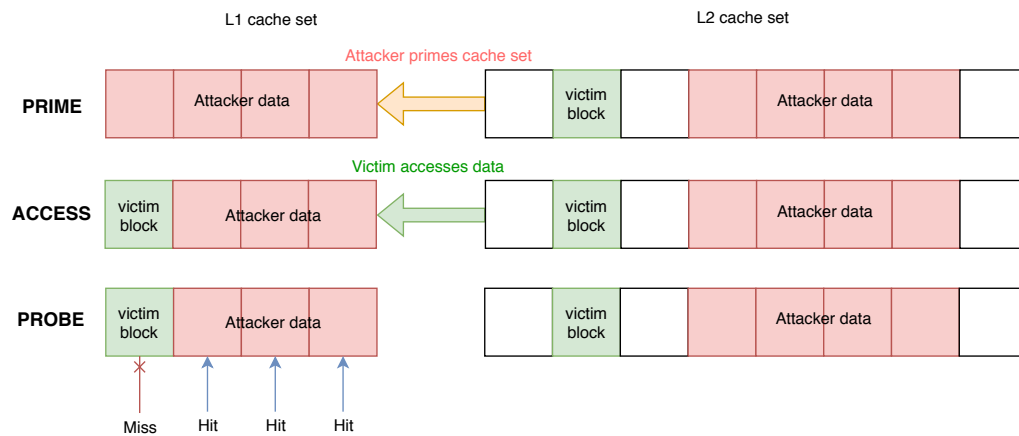 L1 cache set
L2 cache set
Attacker primes cache set
PRIME
Attacker data
victim
block
Attacker data
Victim accesses data
ACCESS
victim
block
Attacker data
victim
block
Attacker data
PROBE
victim
block
Attacker data
victim
block
Attacker data
Miss
Hit
Hit
Hit